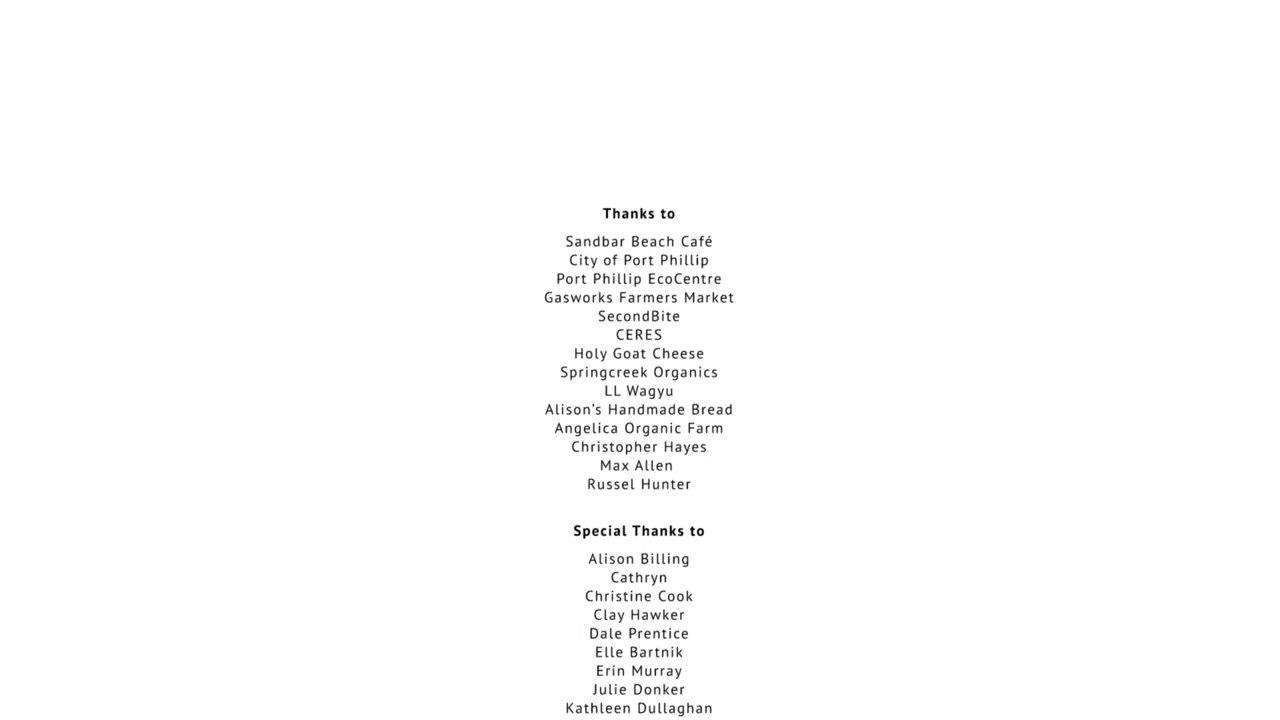 Thanks to
Sandbar Beach Café
City of Port Phillip
Port Phillip EcoCentre
Gasworks Farmers Market
SecondBite
CERES
Holy Goat Cheese
Springcreek Organics
LL Wagyu
Alison's Handmade Bread
Angelica Organic Farm
Christopher Hayes
Max Allen
Russel Hunter
Special Thanks to
Alison Billing
Cathryn
Christine Cook
Clay Hawker
Dale Prentice
Elle Bartnik
Erin Murray
Julie Donker
Kathleen Dullaghan